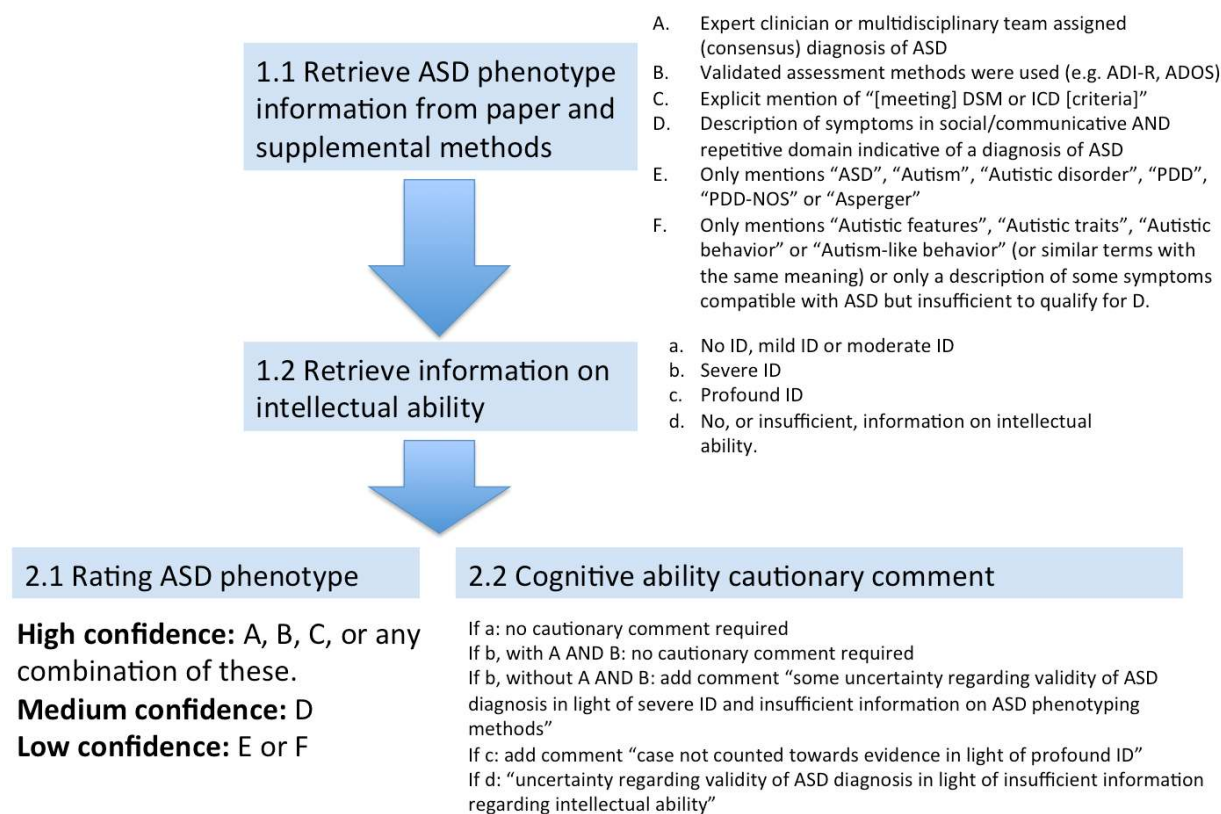 1.1 Retrieve ASD phenotype
information from paper and
supplemental methods
A. Expert clinician or multidisciplinary team assigned
(consensus) diagnosis of ASD
B. Validated assessment methods were used (e.g. ADI-R, ADOS)
C. Explicit mention of “[meeting] DSM or ICD [criteria]”
D. Description of symptoms in social/communicative AND
repetitive domain indicative of a diagnosis of ASD
E. Only mentions “ASD”, “Autism”, “Autistic disorder”, “PDD”,
“PDD-NOS” or “Asperger”
F. Only mentions “Autistic features”, “Autistic traits”, “Autistic
behavior” or “Autism-like behavior” (or similar terms with
the same meaning) or only a description of some symptoms
compatible with ASD but insufficient to qualify for D.
1.2 Retrieve information on
intellectual ability
a. No ID, mild ID or moderate ID
b. Severe ID
c. Profound ID
d. No, or insufficient, information on intellectual
ability.
2.1 Rating ASD phenotype
High confidence: A, B, C, or any
combination of these.
Medium confidence: D
Low confidence: E or F
2.2 Cognitive ability cautionary comment
If a: no cautionary comment required
If b, with A AND B: no cautionary comment required
If b, without A AND B: add comment “some uncertainty regarding validity of ASD
diagnosis in light of severe ID and insufficient information on ASD phenotyping
methods”
If c: add comment “case not counted towards evidence in light of profound ID”
If d: “uncertainty regarding validity of ASD diagnosis in light of insufficient information
regarding intellectual ability”